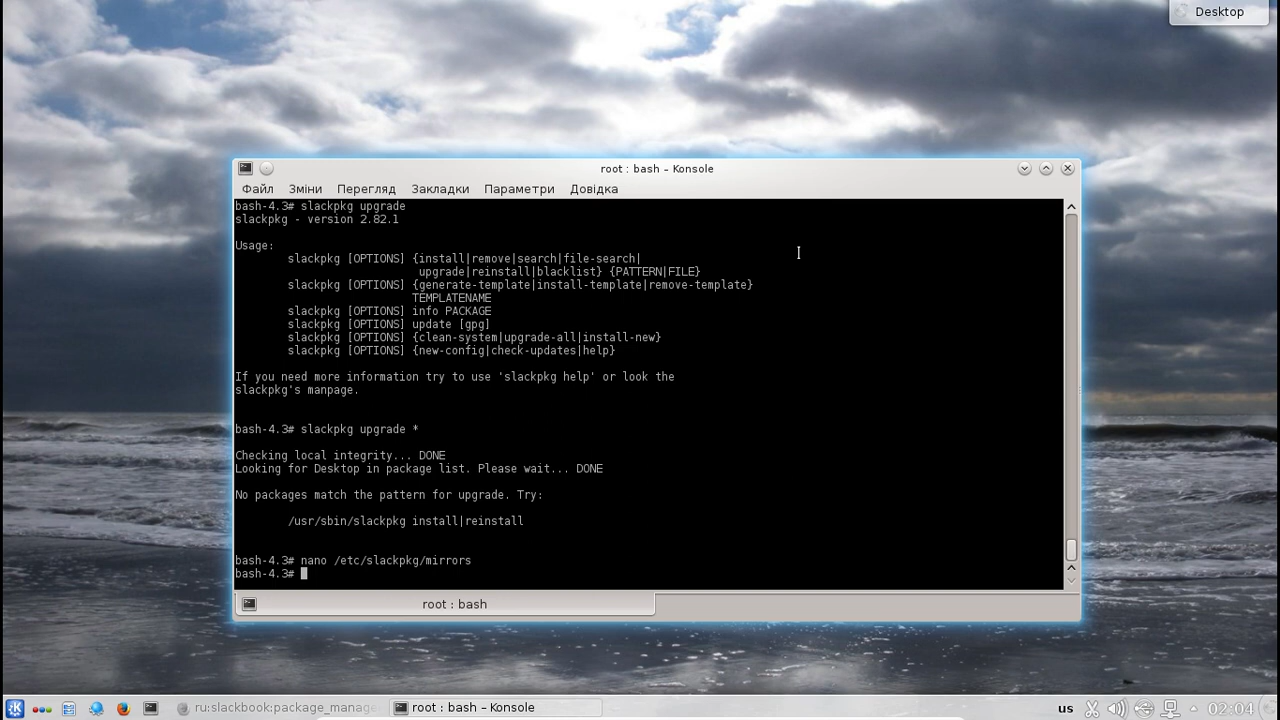 Desktop
root : bash – Konsole
Файл Зміни Перегляд Закладки Параметри Довідка
bash-4.3# slackpkg upgrade
slackpkg - version 2.82.1
Usage:
slackpkg [OPTIONS] {install|remove|search|file-search|
upgrade|reinstall|blacklist} {PATTERN|FILE}
slackpkg [OPTIONS] {generate-template|install-template|remove-template}
TEMPLATENAME
slackpkg [OPTIONS] info PACKAGE
slackpkg [OPTIONS] update [gpg]
slackpkg [OPTIONS] {clean-system|upgrade-all|install-new}
slackpkg [OPTIONS] {new-config|check-updates|help}
If you need more information try to use 'slackpkg help' or look the
slackpkg's manpage.
bash-4.3# slackpkg upgrade *
Checking local integrity... DONE
Looking for Desktop in package list. Please wait... DONE
No packages match the pattern for upgrade. Try:
/usr/sbin/slackpkg install|reinstall
bash-4.3# nano /etc/slackpkg/mirrors
bash-4.3#
root : bash
ru:slackbook:package_manage root : bash – Konsole us 02:04